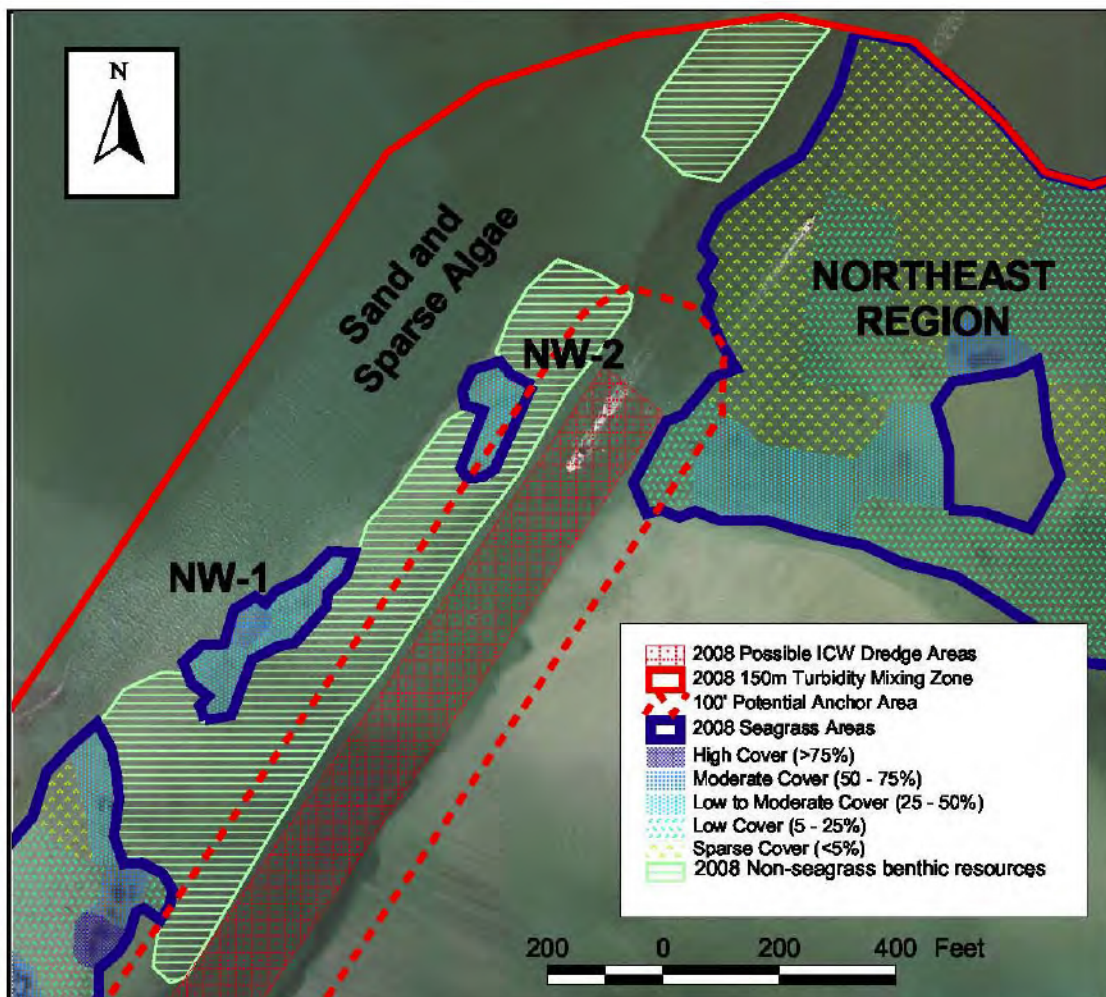 N
Sand and
Sparse Algae
NORTHEAST
REGION
NW-2
NW-1
2008 Possible ICW Dredge Areas
2008 150m Turbidity Mixing Zone
100' Potential Anchor Area
2008 Seagrass Areas
High Cover (>75%)
Moderate Cover (50 - 75%)
Low to Moderate Cover (25 - 50%)
Low Cover (5 - 25%)
Sparse Cover (<5%)
2008 Non-seagrass benthic resources
200 0 200 400 Feet